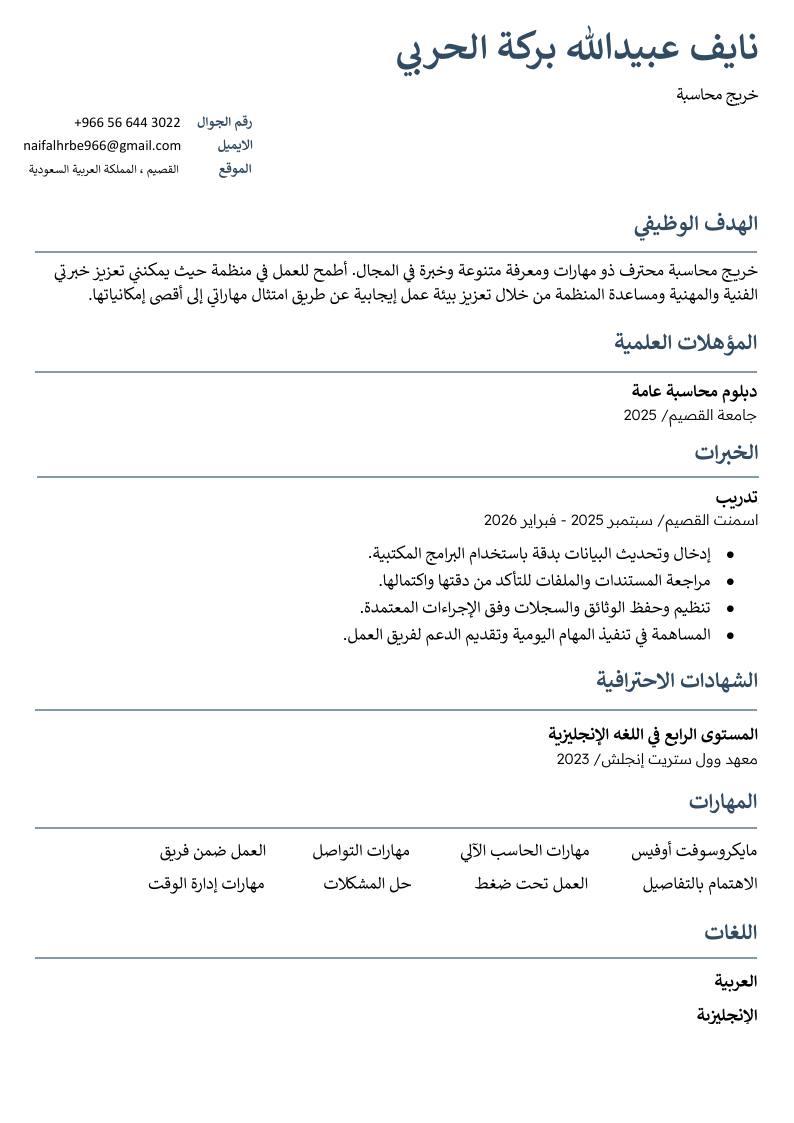 نايف عبيدالله بركة الحربي
خريج محاسبة
رقم الجوال +966 56 644 3022
الايميل naifalhrbe966@gmail.com
الموقع القصيم ، المملكة العربية السعودية
الهدف الوظيفي
خريج محاسبة محترف ذو مهارات ومعرفة متنوعة وخبرة في المجال. أطمح للعمل في منظمة حيث يمكنني تعزيز خبرتي
الفنية والمهنية ومساعدة المنظمة من خلال تعزيز بيئة عمل إيجابية عن طريق امتثال مهاراتي إلى أقصى إمكانياتها.
المؤهلات العلمية
دبلوم محاسبة عامة
جامعة القصيم/ 2025
الخبرات
تدريب
اسمنت القصيم/ سبتمبر 2025 - فبراير 2026
● إدخال وتحديث البيانات بدقة باستخدام البرامج المكتبية.
● مراجعة المستندات والملفات للتأكد من دقتها واكتمالها.
● تنظيم وحفظ الوثائق والسجلات وفق الإجراءات المعتمدة.
● المساهمة في تنفيذ المهام اليومية وتقديم الدعم لفريق العمل.
الشهادات الاحترافية
المستوى الرابع في اللغه الإنجليزية
معهد وول ستريت إنجلش/ 2023
المهارات
مايكروسوفت أوفيس مهارات الحاسب الآلي مهارات التواصل العمل ضمن فريق
الاهتمام بالتفاصيل العمل تحت ضغط حل المشكلات مهارات إدارة الوقت
اللغات
العربية
الإنجليزية